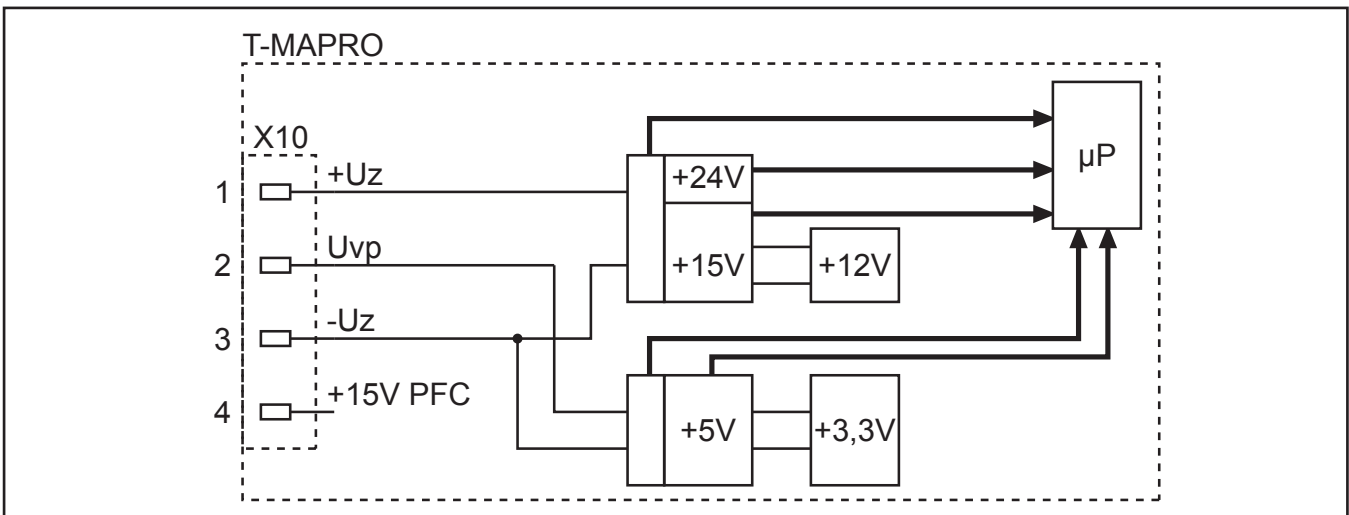 T-MAPRO
X10
1
+Uz
2
Uvp
3
-Uz
4
+15V PFC
+24V
+15V
+12V
+5V
+3,3V
µP